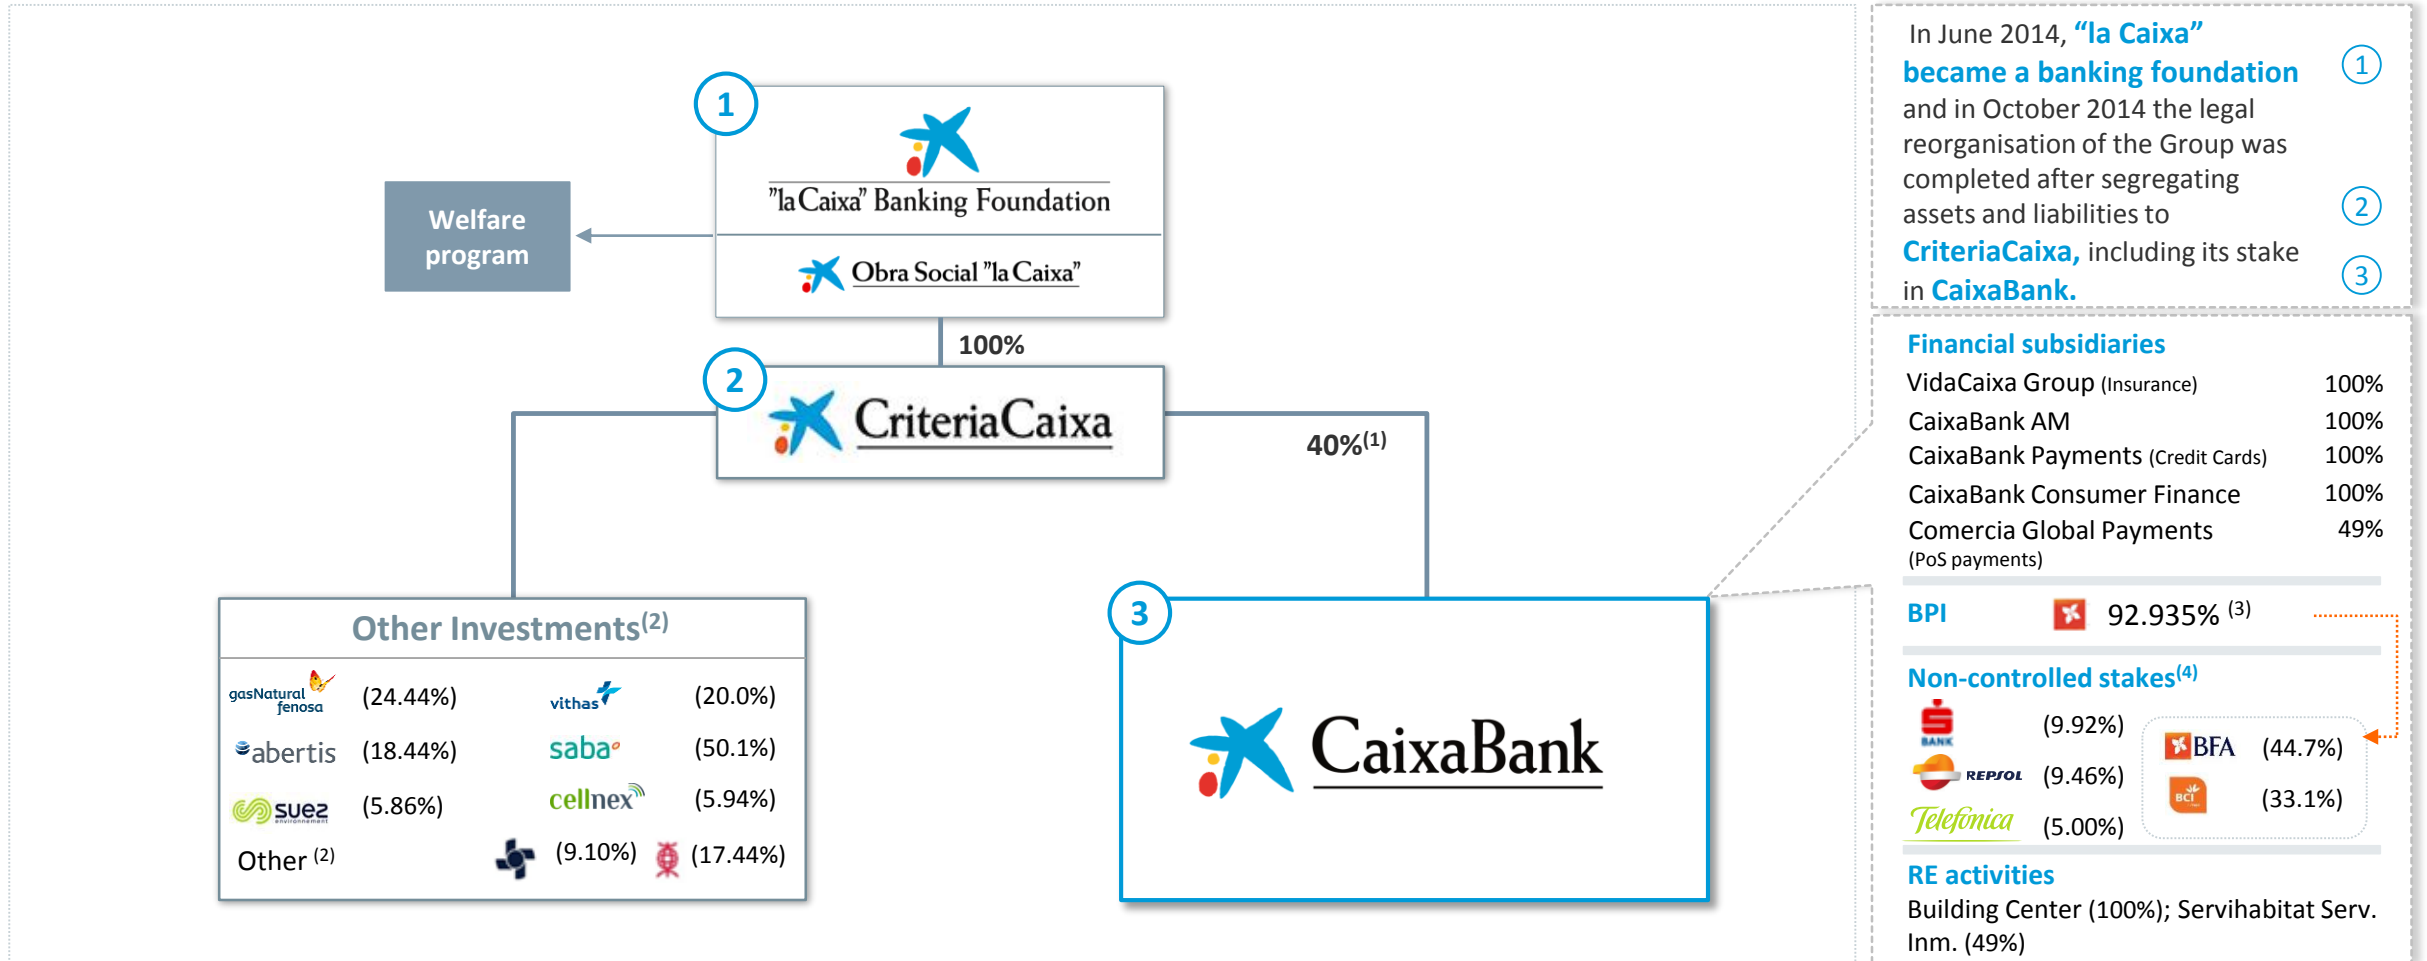 1
"la Caixa" Banking Foundation
Obra Social "la Caixa"
Welfare
program
100%
2
CriteriaCaixa
40%(1)
Other Investments(2)
gasNatural
fenosa
(24.44%)
vithas
(20.0%)
abertis
(18.44%)
saba
(50.1%)
suez
environnement
(5.86%)
cellnex
(5.94%)
Other (2)
(9.10%)
(17.44%)
3
CaixaBank
In June 2014, “la Caixa”
became a banking foundation
1
and in October 2014 the legal
reorganisation of the Group was
completed after segregating
assets and liabilities to
2
CriteriaCaixa, including its stake
in CaixaBank.
3
Financial subsidiaries
VidaCaixa Group (Insurance) 100%
CaixaBank AM 100%
CaixaBank Payments (Credit Cards) 100%
CaixaBank Consumer Finance 100%
Comercia Global Payments 49%
(PoS payments)
BPI 92.935% (3)
Non-controlled stakes(4)
BANK
(9.92%)
REPSOL
(9.46%)
Telefónica
(5.00%)
BFA
(44.7%)
BCI
(33.1%)
RE activities
Building Center (100%); Servihabitat Serv.
Inm. (49%)